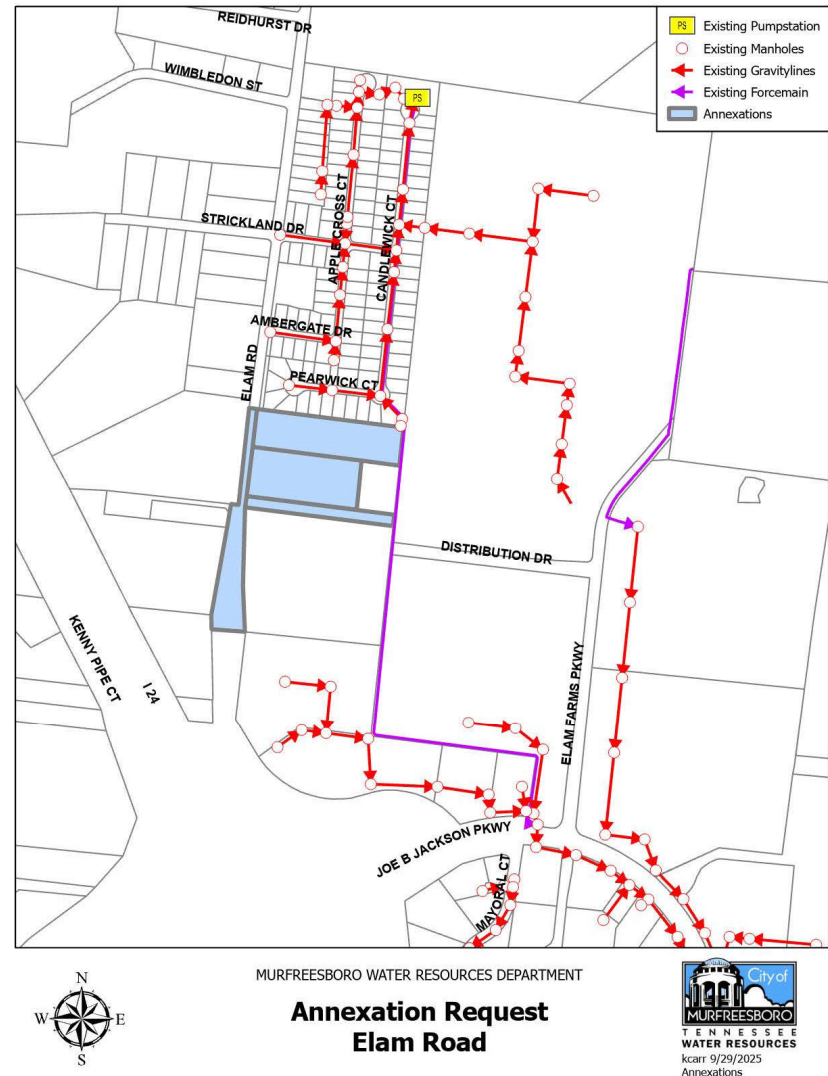 REIDHURST DR
WIMBLEDON ST
PS Existing Pumpstation
Existing Manholes
Existing Gravitylines
Existing Forcemain
Annexations
PS
STRICKLAND DR
APPLE CROSS CT
CANDLEWICK CT
AMBERGATE DR
ELAM RD
PEARWICK CT
DISTRIBUTION DR
KENNY PIPE CT
I 24
ELAM FARMS PKWY
JOE B JACKSON PKWY
MAYORAL CT
N
W E
S
MURFREESBORO WATER RESOURCES DEPARTMENT
Annexation Request
Elam Road
City of
MURFREESBORO
TENNESSEE
WATER RESOURCES
kcarr 9/29/2025
Annexations